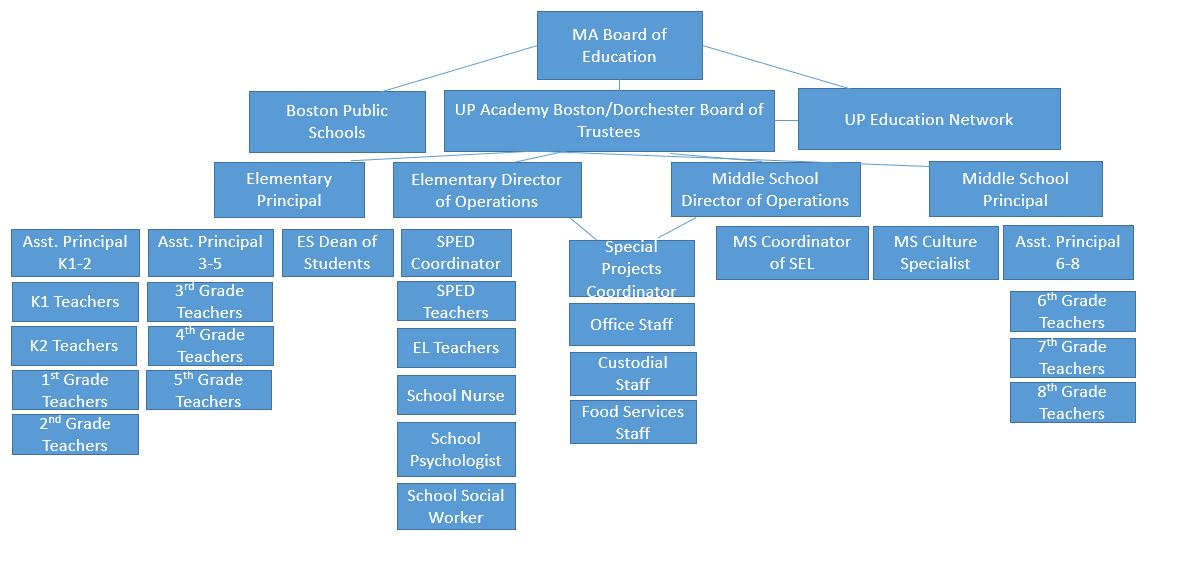 MA Board of
Education
Boston Public
Schools
UP Academy Boston/Dorchester Board of
Trustees
UP Education Network
Elementary
Principal
Elementary Director
of Operations
Middle School
Director of Operations
Middle School
Principal
Asst. Principal
K1-2
Asst. Principal
3-5
ES Dean of
Students
SPED
Coordinator
Special
Projects
Coordinator
MS Coordinator
of SEL
MS Culture
Specialist
Asst. Principal
6-8
K1 Teachers
K2 Teachers
1st Grade
Teachers
2nd Grade
Teachers
3rd Grade
Teachers
4th Grade
Teachers
5th Grade
Teachers
SPED
Teachers
EL Teachers
School Nurse
School
Psychologist
School Social
Worker
Office Staff
Custodial
Staff
Food Services
Staff
6th Grade
Teachers
7th Grade
Teachers
8th Grade
Teachers